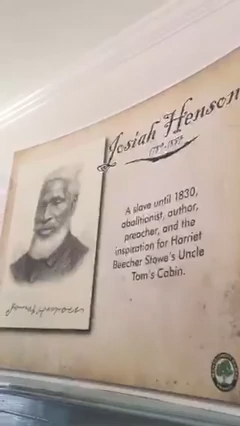 Josiah Henson
A slave until 1830,
abolitionist, author,
preacher, and the
inspiration for Harriet
Beecher Stowe's Uncle
Tom's Cabin.